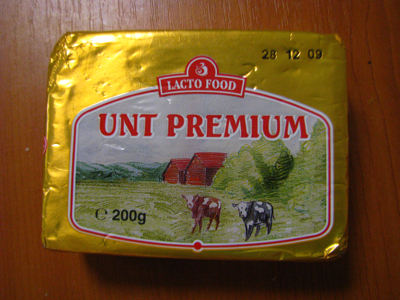 28 12 09
LACTO FOOD
UNT PREMIUM
℮ 200g